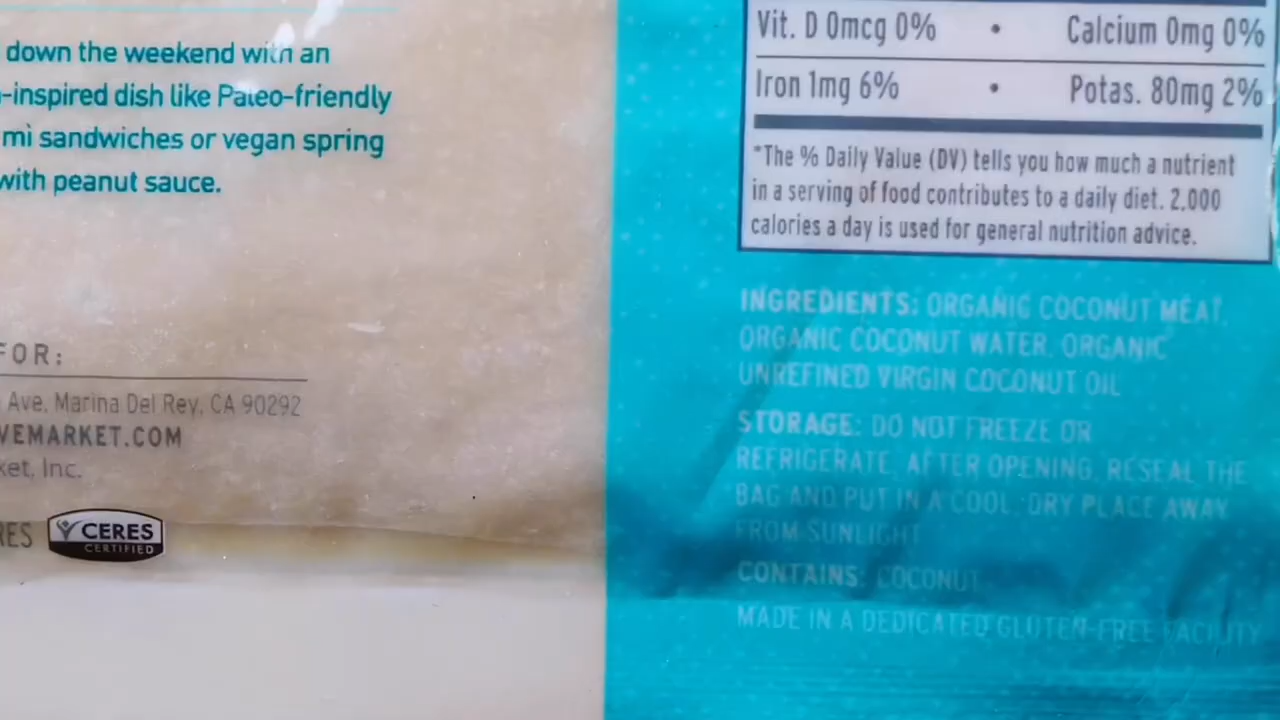 down the weekend with an
-inspired dish like Paleo-friendly
mì sandwiches or vegan spring
with peanut sauce.
FOR:
Ave. Marina Del Rey, CA 90292
VEMARKET.COM
ket, Inc.
RES
CERES
CERTIFIED
Vit. D 0mcg 0% • Calcium 0mg 0%
Iron 1mg 6% • Potas. 80mg 2%
*The % Daily Value (DV) tells you how much a nutrient
in a serving of food contributes to a daily diet. 2,000
calories a day is used for general nutrition advice.
INGREDIENTS: ORGANIC COCONUT MEAT,
ORGANIC COCONUT WATER, ORGANIC
UNREFINED VIRGIN COCONUT OIL
STORAGE: DO NOT FREEZE OR
REFRIGERATE. AFTER OPENING, RESEAL THE
BAG AND PUT IN A COOL, DRY PLACE AWAY
FROM SUNLIGHT
CONTAINS: COCONUT
MADE IN A DEDICATED GLUTEN-FREE FACILITY